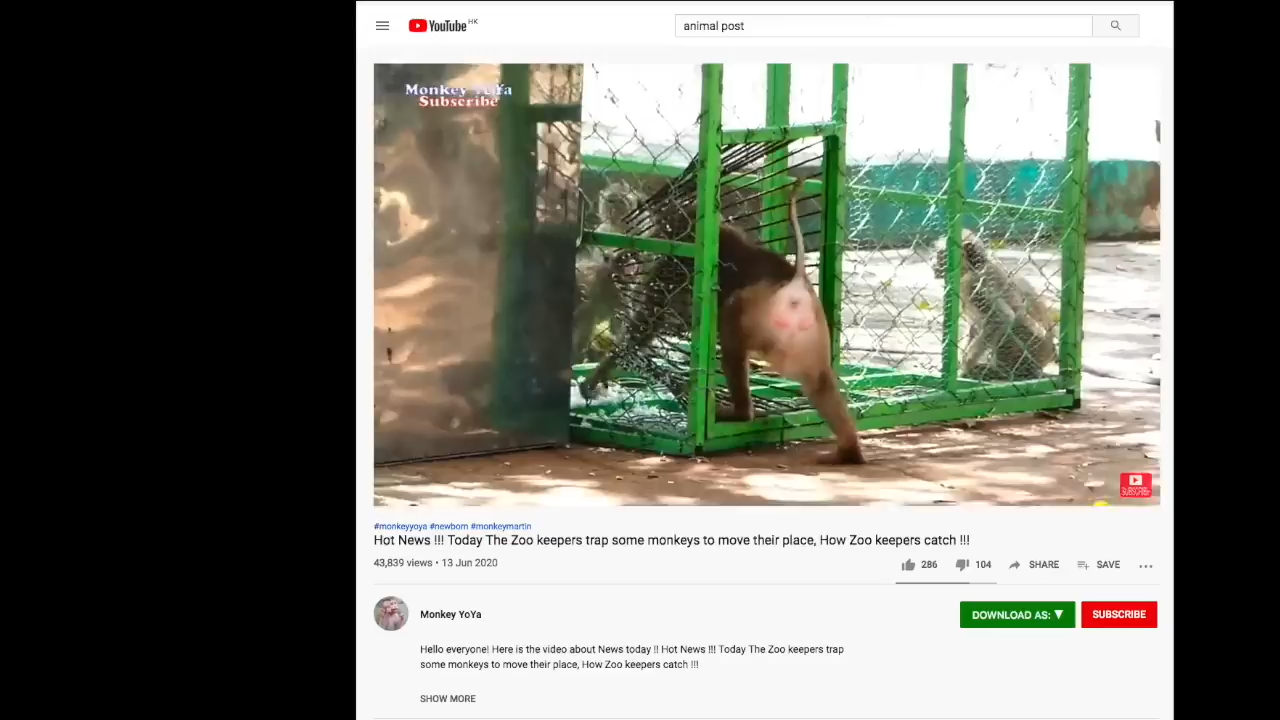 YouTube HK
animal post
Monkey YoYa
Subscribe
SUBSCRIBE
#monkeyyoya #newborn #monkeymartin
Hot News !!! Today The Zoo keepers trap some monkeys to move their place, How Zoo keepers catch !!!
43,839 views • 13 Jun 2020
286 104 SHARE SAVE
Monkey YoYa
DOWNLOAD AS: ▼ SUBSCRIBE
Hello everyone! Here is the video about News today !! Hot News !!! Today The Zoo keepers trap
some monkeys to move their place, How Zoo keepers catch !!!
SHOW MORE